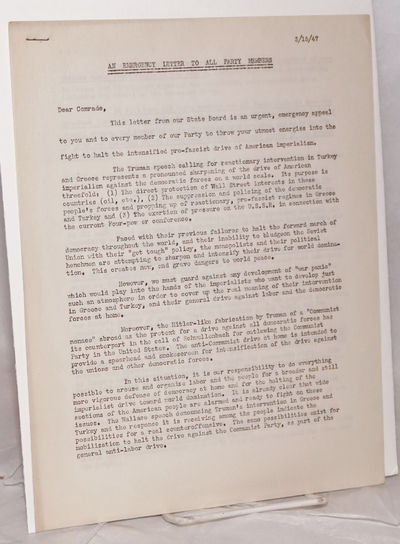 3/15/47
AN EMERGENCY LETTER TO ALL PARTY MEMBERS
Dear Comrade,
This letter from our State Board is an urgent, emergency appeal
to you and to every member of our Party to throw your utmost energies into the
fight to halt the intensified pro-fascist drive of American imperialism.
The Truman speech calling for reactionary intervention in Turkey
and Greece represents a pronounced sharpening of the drive of American
imperialism against the democratic forces on a world scale. Its purpose is
threefold: (1) The direct protection of Wall Street interests in these
countries (oil, etc.), (2) The suppression and policing of the democratic
people's forces and propping up of reactionary, pro-fascist regimes in Greece
and Turkey and (3) The exertion of pressure on the U.S.S.R. in connection with
the current Four-power conference.
Faced with their previous failures to halt the forward march of
democracy throughout the world, and their inability to bludgeon the Soviet
Union with their "get tough" policy, the monopolists and their political
henchmen are attempting to sharpen and intensify their drive for world domina-
tion. This creates new and grave dangers to world peace.
However, we must guard against any development of "war panic"
which would play into the hands of the imperialists who want to develop just
such an atmosphere in order to cover up the real meaning of their intervention
in Greece and Turkey, and their general drive against labor and the democratic
forces at home.
Moreover, the Hitler-like fabrication by Truman of a "Communist
menace" abroad as the pretext for a drive against all democratic forces has
its counterpart in the call of Schwellenbach for outlawing the Communist
Party in the United States. The anti-Communist drive at home is intended to
provide a spearhead and smokescreen for intensification of the drive against
the unions and other democratic forces.
In this situation, it is our responsibility to do everything
possible to arouse and organize labor and the people for a broader and still
more vigorous defense of democracy at home and for the halting of the
imperialist drive toward world domination. It is already clear that wide
sections of the American people are alarmed and ready to fight on these
issues. The Wallace speech denouncing Truman's intervention in Greece and
Turkey and the response it is receiving among the people indicate the
possibilities for a real counteroffensive. The same possibilities exist for
mobilization to halt the drive against the Communist Party, as part of the
general anti-labor drive.